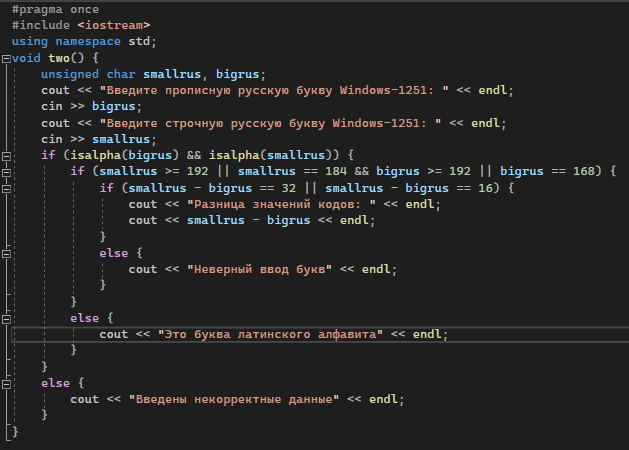 #pragma once
#include <iostream>
using namespace std;
void two() {
    unsigned char smallrus, bigrus;
    cout << "Введите прописную русскую букву Windows-1251: " << endl;
    cin >> bigrus;
    cout << "Введите строчную русскую букву Windows-1251: " << endl;
    cin >> smallrus;
    if (isalpha(bigrus) && isalpha(smallrus)) {
        if (smallrus >= 192 || smallrus == 184 && bigrus >= 192 || bigrus == 168) {
            if (smallrus - bigrus == 32 || smallrus - bigrus == 16) {
                cout << "Разница значений кодов: " << endl;
                cout << smallrus - bigrus << endl;
            }
            else {
                cout << "Неверный ввод букв" << endl;
            }
        }
        else {
            cout << "Это буква латинского алфавита" << endl;
        }
    }
    else {
        cout << "Введены некорректные данные" << endl;
    }
}